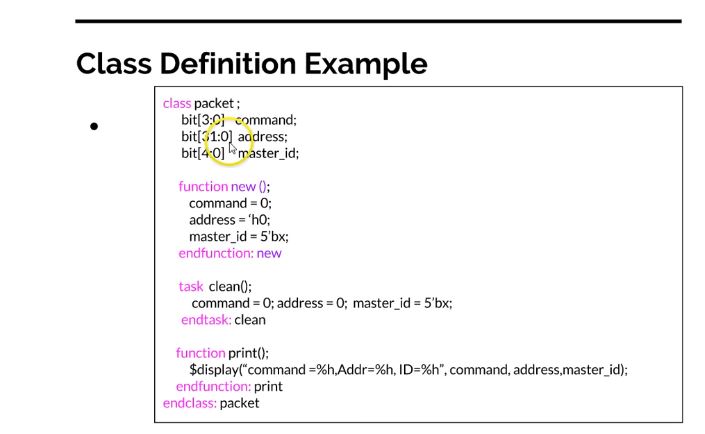 Class Definition Example
class packet ;
bit[3:0] command;
bit[31:0] address;
bit[4:0] master_id;
function new ();
command = 0;
address = ‘h0;
master_id = 5’bx;
endfunction: new
task clean();
command = 0; address = 0; master_id = 5’bx;
endtask: clean
function print();
$display(“command =%h,Addr=%h, ID=%h”, command, address,master_id);
endfunction: print
endclass: packet